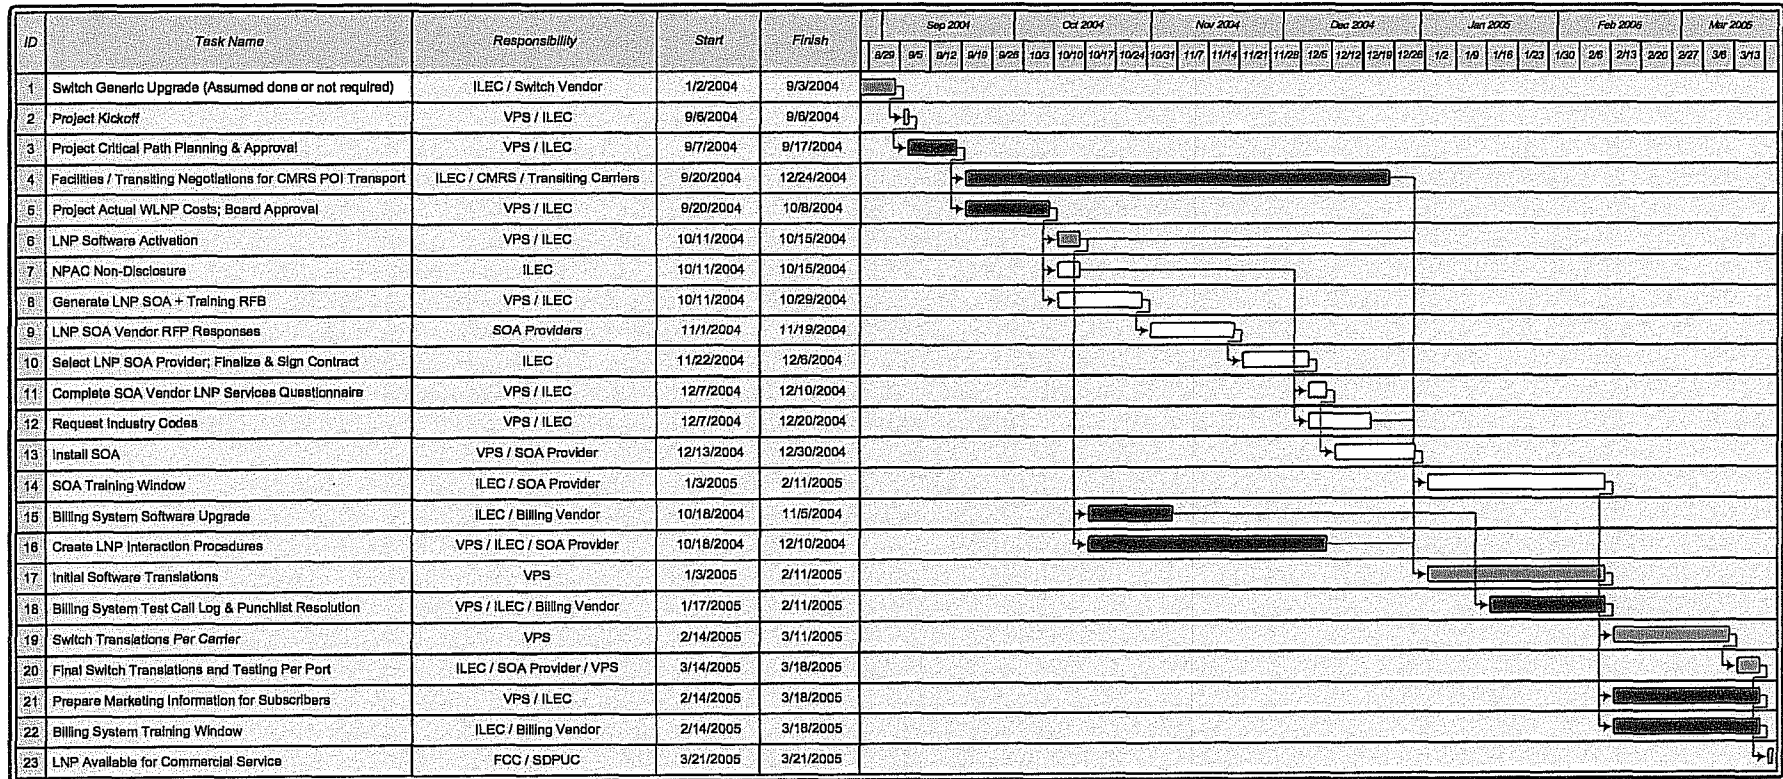 ID Task Name Responsibility Start Finish Sep 2004 Oct 2004 Nov 2004 Dec 2004 Jan 2005 Feb 2005 Mar 2005
8/29 9/5 9/12 9/19 9/26 10/3 10/10 10/17 10/24 10/31 11/7 11/14 11/21 11/28 12/5 12/12 12/19 12/26 1/2 1/9 1/16 1/23 1/30 2/6 2/13 2/20 2/27 3/6 3/13
1 Switch Generic Upgrade (Assumed done or not required) ILEC / Switch Vendor 1/2/2004 9/3/2004
2 Project Kickoff VPS / ILEC 9/6/2004 9/6/2004
3 Project Critical Path Planning & Approval VPS / ILEC 9/7/2004 9/17/2004
4 Facilities / Transiting Negotiations for CMRS POI Transport ILEC / CMRS / Transiting Carriers 9/20/2004 12/24/2004
5 Project Actual WLNP Costs; Board Approval VPS / ILEC 9/20/2004 10/8/2004
6 LNP Software Activation VPS / ILEC 10/11/2004 10/15/2004
7 NPAC Non-Disclosure ILEC 10/11/2004 10/15/2004
8 Generate LNP SOA + Training RFB VPS / ILEC 10/11/2004 10/29/2004
9 LNP SOA Vendor RFP Responses SOA Providers 11/1/2004 11/19/2004
10 Select LNP SOA Provider; Finalize & Sign Contract ILEC 11/22/2004 12/6/2004
11 Complete SOA Vendor LNP Services Questionnaire VPS / ILEC 12/7/2004 12/10/2004
12 Request Industry Codes VPS / ILEC 12/7/2004 12/20/2004
13 Install SOA VPS / SOA Provider 12/13/2004 12/30/2004
14 SOA Training Window ILEC / SOA Provider 1/3/2005 2/11/2005
15 Billing System Software Upgrade ILEC / Billing Vendor 10/18/2004 11/5/2004
16 Create LNP Interaction Procedures VPS / ILEC / SOA Provider 10/18/2004 12/10/2004
17 Initial Software Translations VPS 1/3/2005 2/11/2005
18 Billing System Test Call Log & Punchlist Resolution VPS / ILEC / Billing Vendor 1/17/2005 2/11/2005
19 Switch Translations Per Carrier VPS 2/14/2005 3/11/2005
20 Final Switch Translations and Testing Per Port ILEC / SOA Provider / VPS 3/14/2005 3/18/2005
21 Prepare Marketing Information for Subscribers VPS / ILEC 2/14/2005 3/18/2005
22 Billing System Training Window ILEC / Billing Vendor 2/14/2005 3/18/2005
23 LNP Available for Commercial Service FCC / SDPUC 3/21/2005 3/21/2005